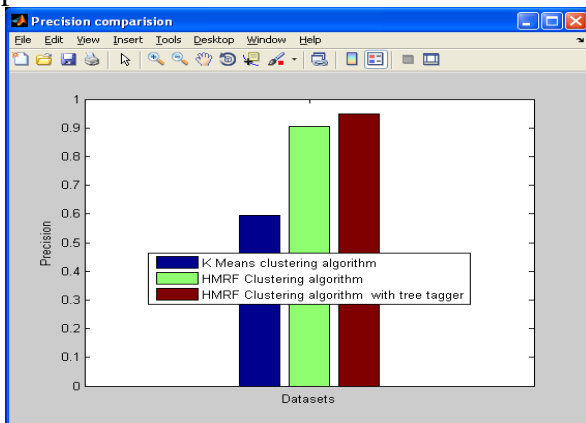 p
Precision comparision
File Edit View Insert Tools Desktop Window Help
1
0.9
0.8
0.7
0.6
0.5
0.4
0.3
0.2
0.1
0
Precision
K Means clustering algorithm
HMRF Clustering algorithm
HMRF Clustering algorithm with tree tagger
Datasets